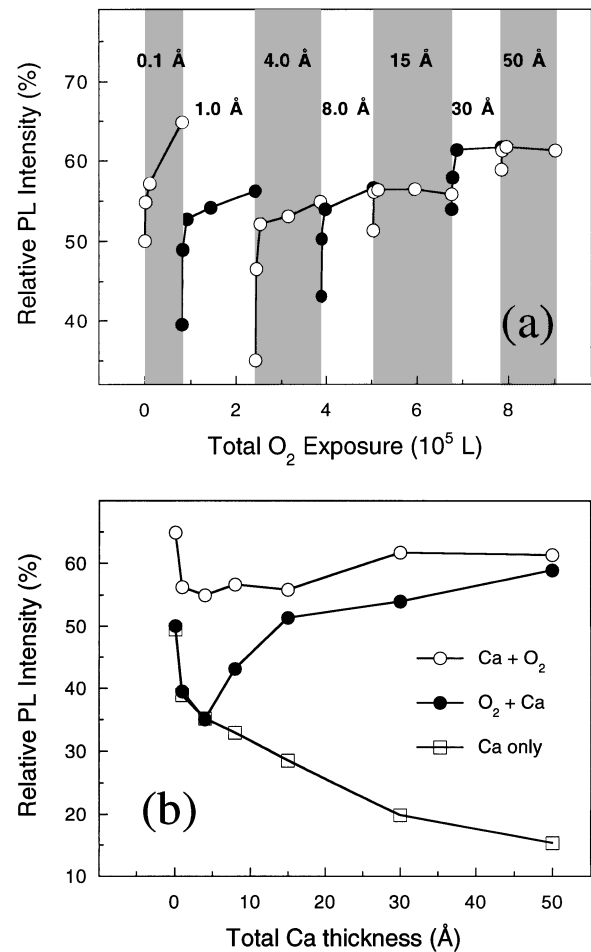 Relative PL Intensity (%)
70
60
50
40
0.1 Å
1.0 Å
4.0 Å
8.0 Å
15 Å
30 Å
50 Å
(a)
0 2 4 6 8
Total O₂ Exposure (10⁵ L)
Relative PL Intensity (%)
60
50
40
30
20
10
Ca + O₂
O₂ + Ca
Ca only
(b)
0 10 20 30 40 50
Total Ca thickness (Å)